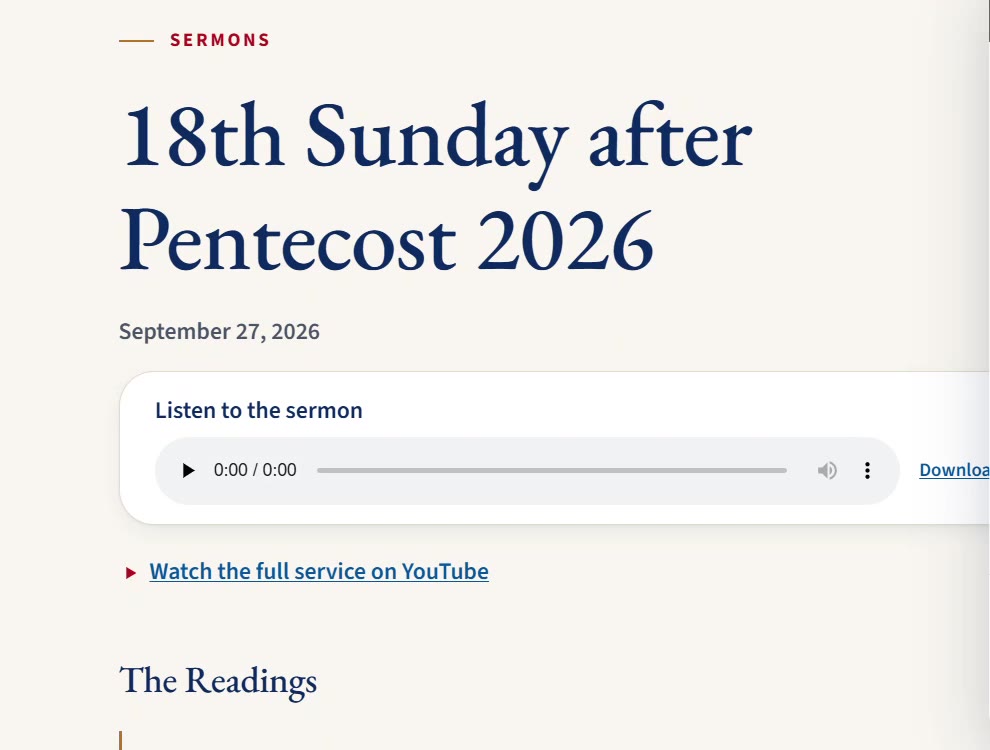 SERMONS
18th Sunday after
Pentecost 2026
September 27, 2026
Listen to the sermon
0:00 / 0:00
Downloa
Watch the full service on YouTube
The Readings